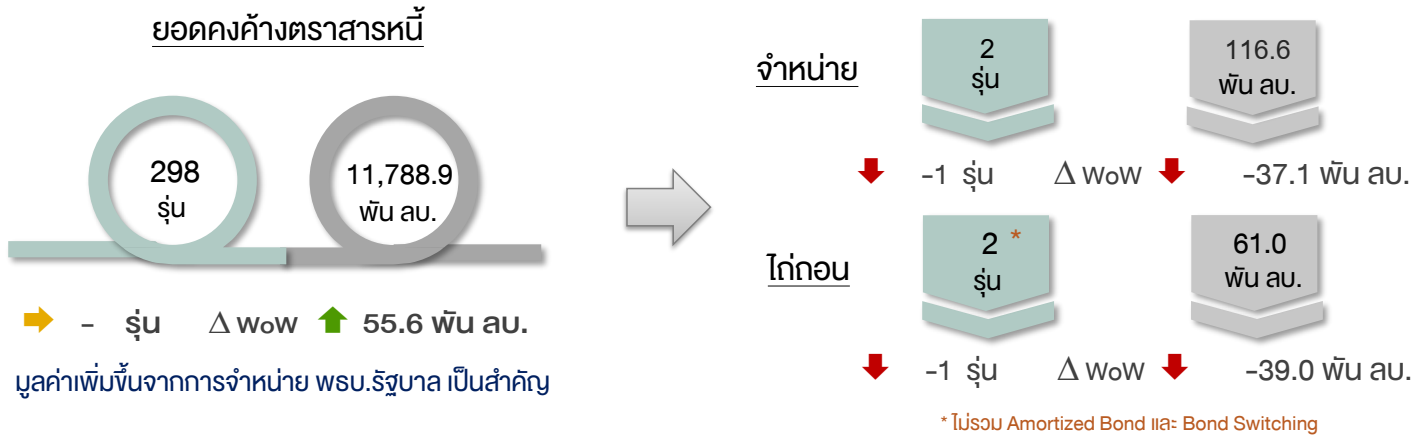 ยอดคงค้างตราสารหนี้
298
รุ่น
11,788.9
พัน ลบ.
- รุ่น Δ WoW 55.6 พัน ลบ.
มูลค่าเพิ่มขึ้นจากการจำหน่าย พธบ.รัฐบาล เป็นสำคัญ
จำหน่าย
2
รุ่น
116.6
พัน ลบ.
-1 รุ่น Δ WoW -37.1 พัน ลบ.
ไถ่ถอน
2 *
รุ่น
61.0
พัน ลบ.
-1 รุ่น Δ WoW -39.0 พัน ลบ.
* ไม่รวม Amortized Bond และ Bond Switching